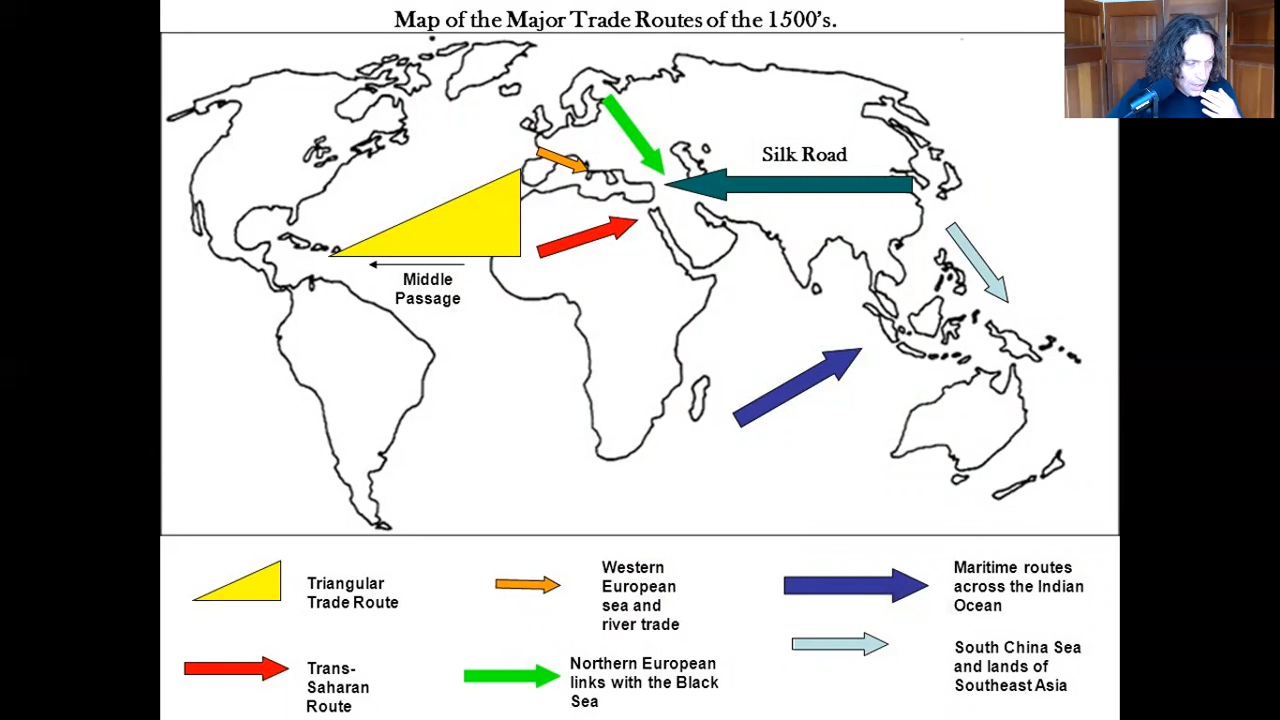 Map of the Major Trade Routes of the 1500's.
Silk Road
Middle
Passage
Triangular
Trade Route
Western
European
sea and
river trade
Maritime routes
across the Indian
Ocean
Trans-
Saharan
Route
Northern European
links with the Black
Sea
South China Sea
and lands of
Southeast Asia